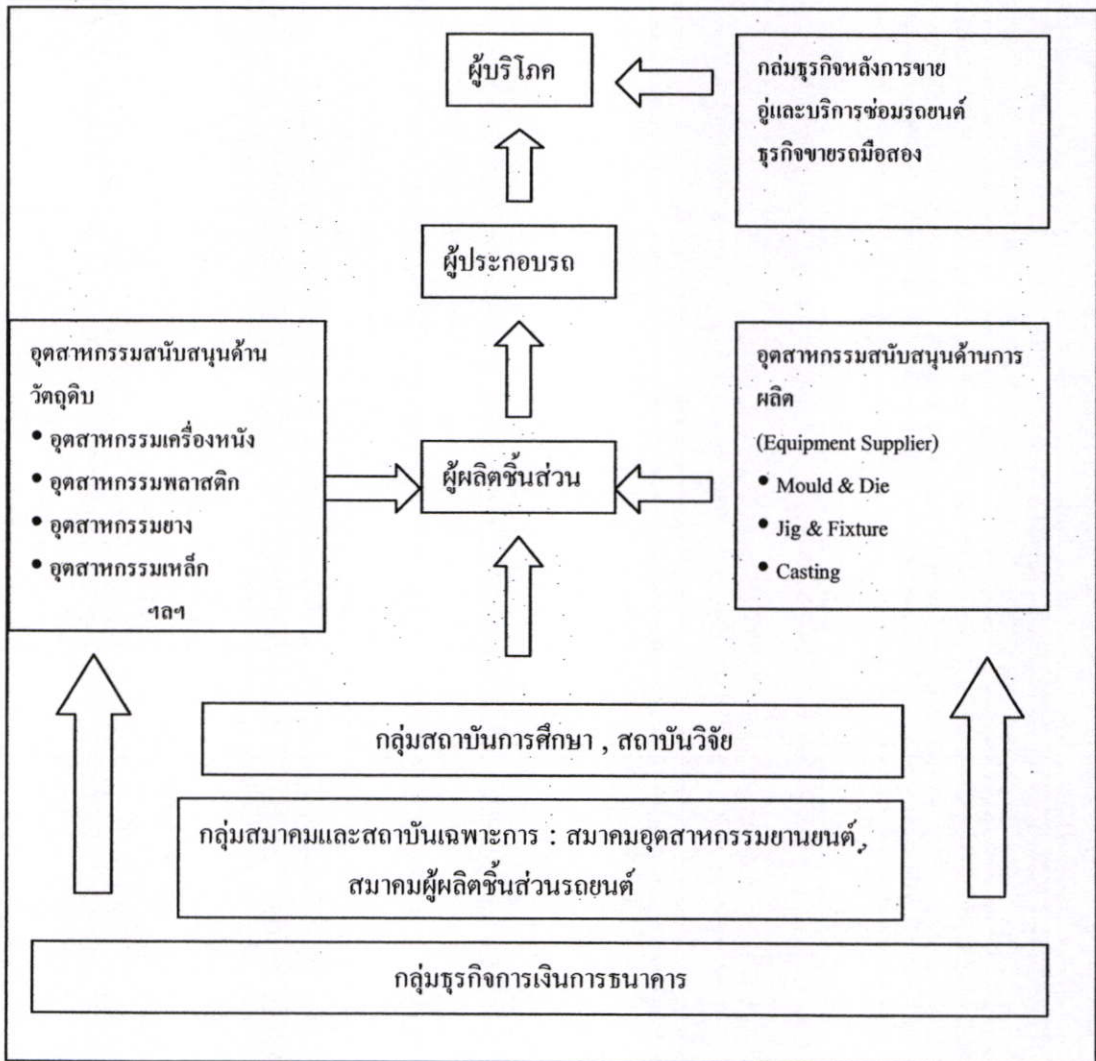 ผู้บริโภค
กล่มธุรกิจหลังการขาย
อู่และบริการซ่อมรถยนต์
ธุรกิจขายรถมือสอง
ผู้ประกอบรถ
อุตสาหกรรมสนับสนุนด้าน
วัตถุดิบ
• อุตสาหกรรมเครื่องหนัง
• อุตสาหกรรมพลาสติก
• อุตสาหกรรมยาง
• อุตสาหกรรมเหล็ก
ฯลฯ
ผู้ผลิตชิ้นส่วน
อุตสาหกรรมสนับสนุนด้านการ
ผลิต
(Equipment Supplier)
• Mould & Die
• Jig & Fixture
• Casting
กลุ่มสถาบันการศึกษา , สถาบันวิจัย
กลุ่มสมาคมและสถาบันเฉพาะการ : สมาคมอุตสาหกรรมยานยนต์,
สมาคมผู้ผลิตชิ้นส่วนรถยนต์
กลุ่มธุรกิจการเงินการธนาคาร